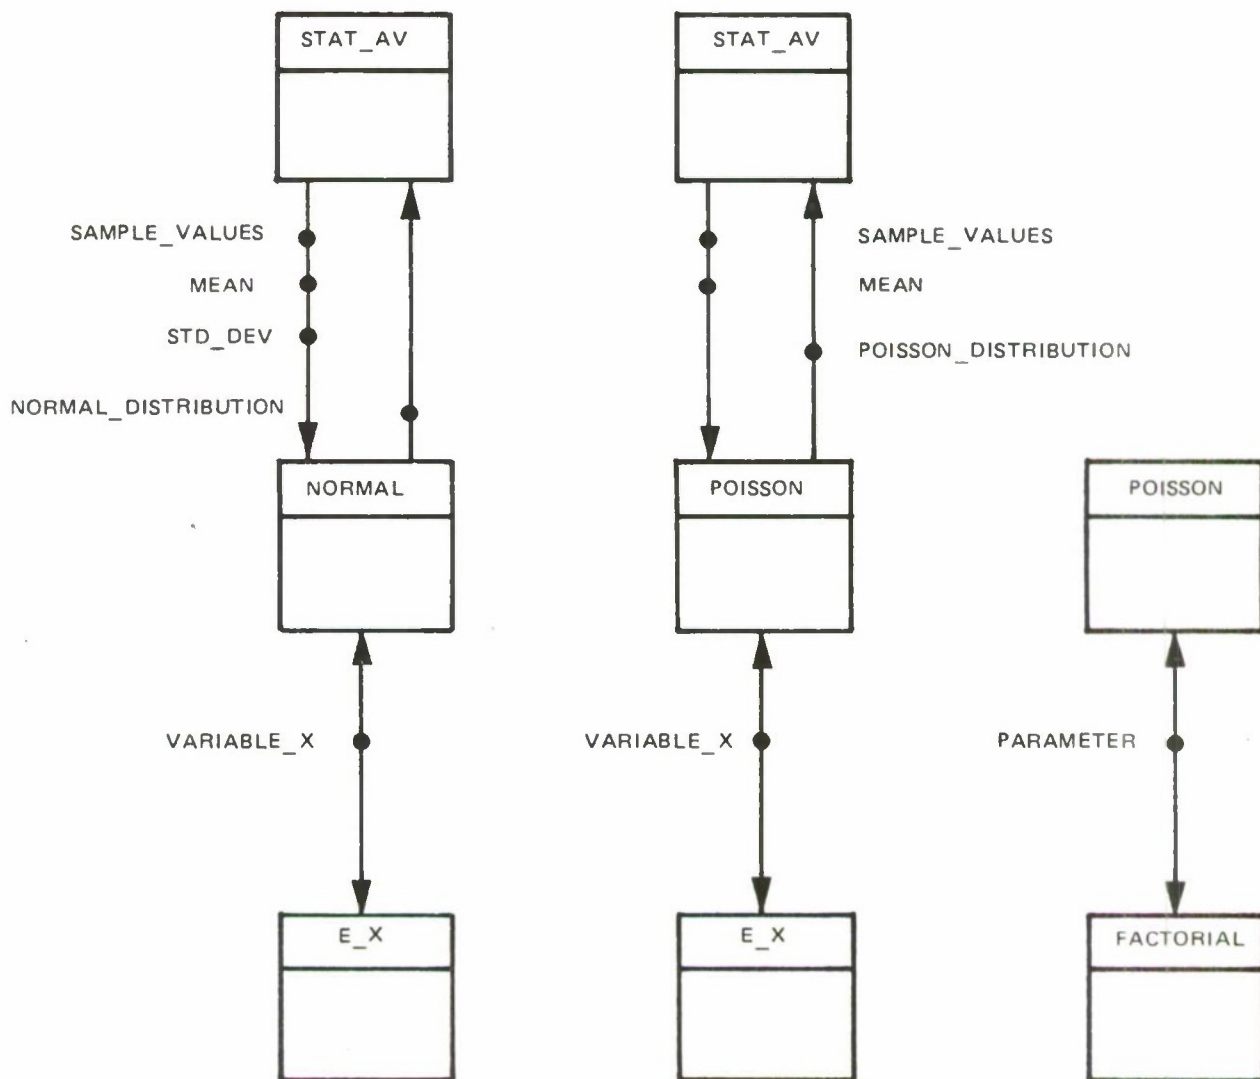 STAT_AV
STAT_AV
SAMPLE_VALUES
SAMPLE_VALUES
MEAN
MEAN
STD_DEV
POISSON_DISTRIBUTION
NORMAL_DISTRIBUTION
NORMAL
POISSON
POISSON
VARIABLE_X
VARIABLE_X
PARAMETER
E_X
E_X
FACTORIAL